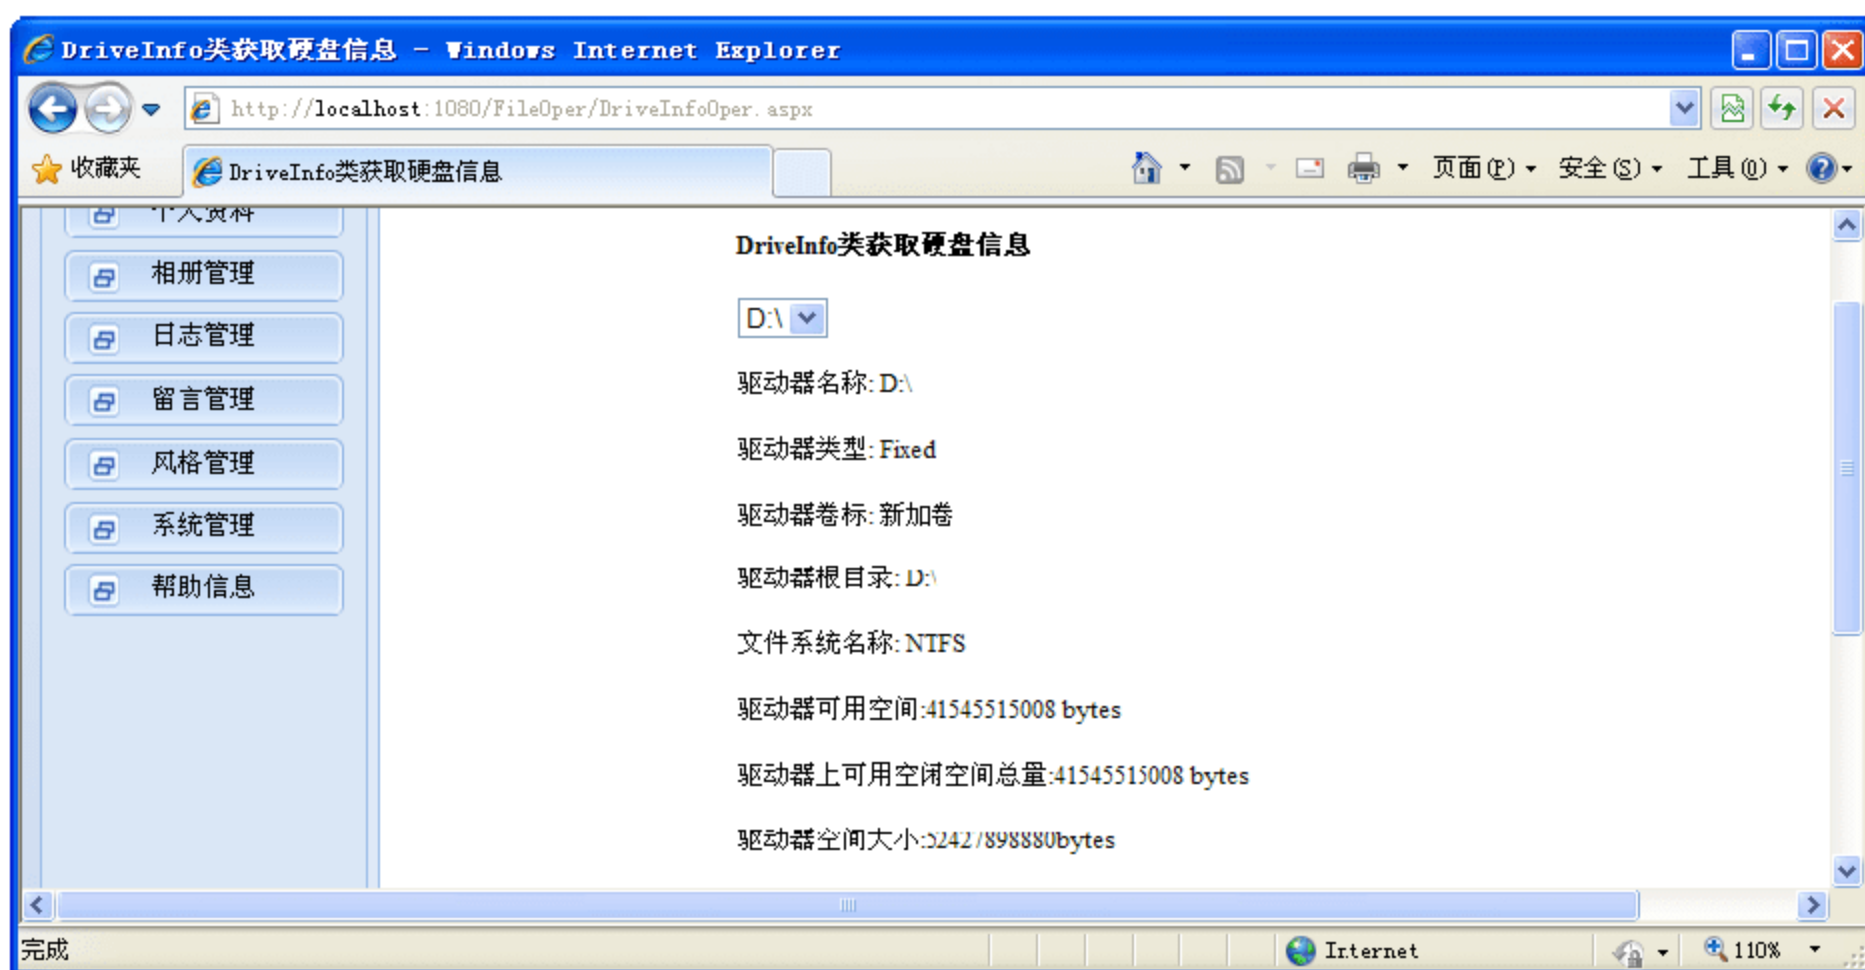 DriveInfo类获取硬盘信息 - Windows Internet Explorer
http://localhost:1080/FileOper/DriveInfoOper.aspx
收藏夹 DriveInfo类获取硬盘信息 页面(P) 安全(S) 工具(O)
个人资料
相册管理
日志管理
留言管理
风格管理
系统管理
帮助信息
DriveInfo类获取硬盘信息
D:\
驱动器名称: D:\
驱动器类型: Fixed
驱动器卷标: 新加卷
驱动器根目录: D:\
文件系统名称: NTFS
驱动器可用空间:41545515008 bytes
驱动器上可用空闭空间总量:41545515008 bytes
驱动器空间大小:52427898880bytes
完成 Internet 110%